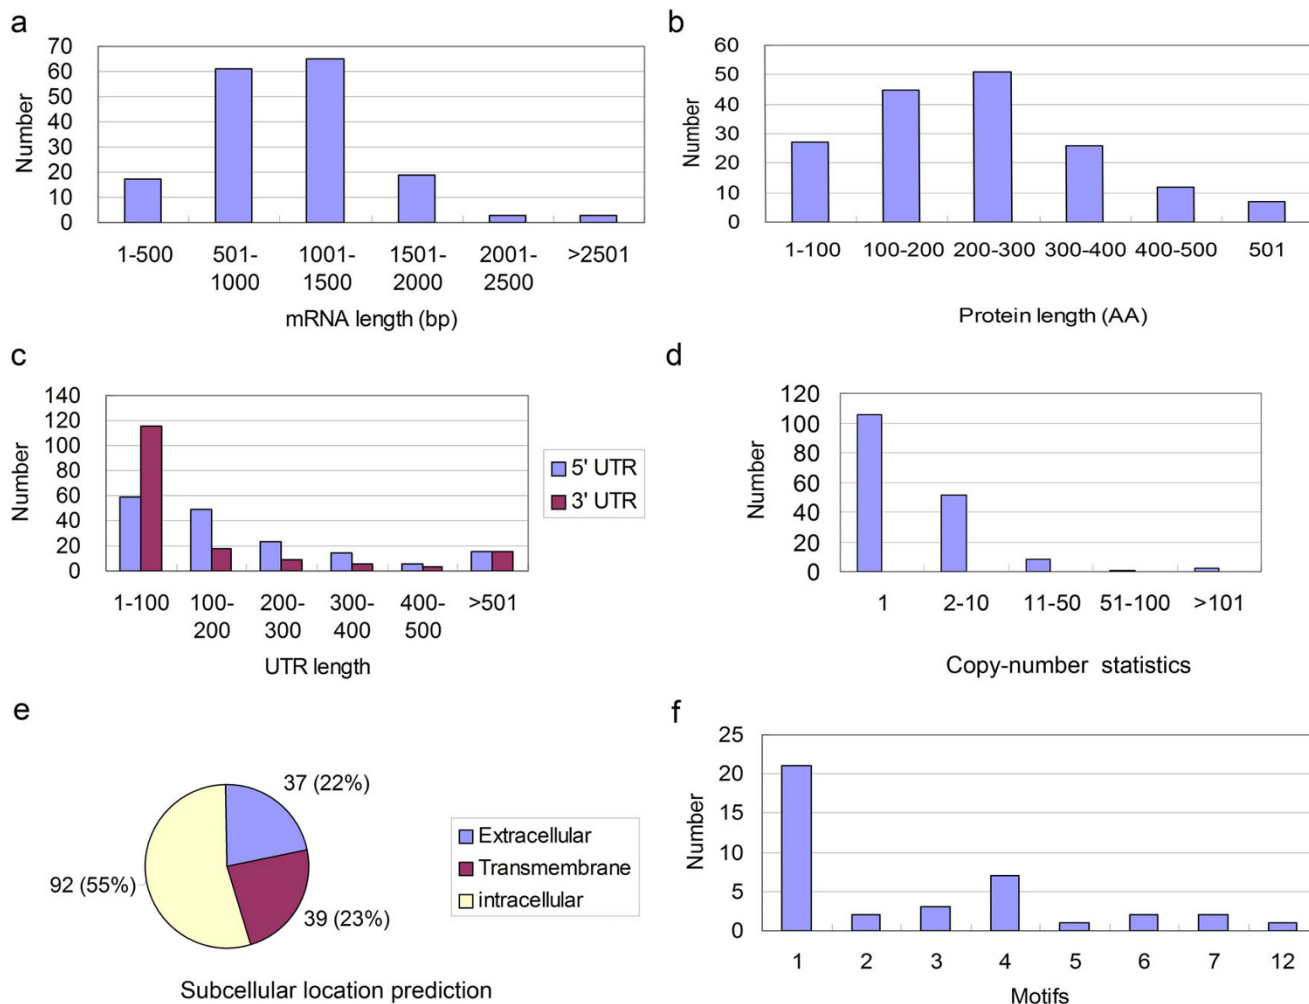 a
70
60
50
40
30
20
10
0
Number
1-500 501-1000 1001-1500 1501-2000 2001-2500 >2501
mRNA length (bp)
b
60
50
40
30
20
10
0
Number
1-100 100-200 200-300 300-400 400-500 501
Protein length (AA)
c
140
120
100
80
60
40
20
0
Number
1-100 100-200 200-300 300-400 400-500 >501
UTR length
5' UTR
3' UTR
d
120
100
80
60
40
20
0
Number
1 2-10 11-50 51-100 >101
Copy-number statistics
e
37 (22%)
92 (55%)
39 (23%)
Extracellular
Transmembrane
intracellular
Subcellular location prediction
f
25
20
15
10
5
0
Number
1 2 3 4 5 6 7 12
Motifs